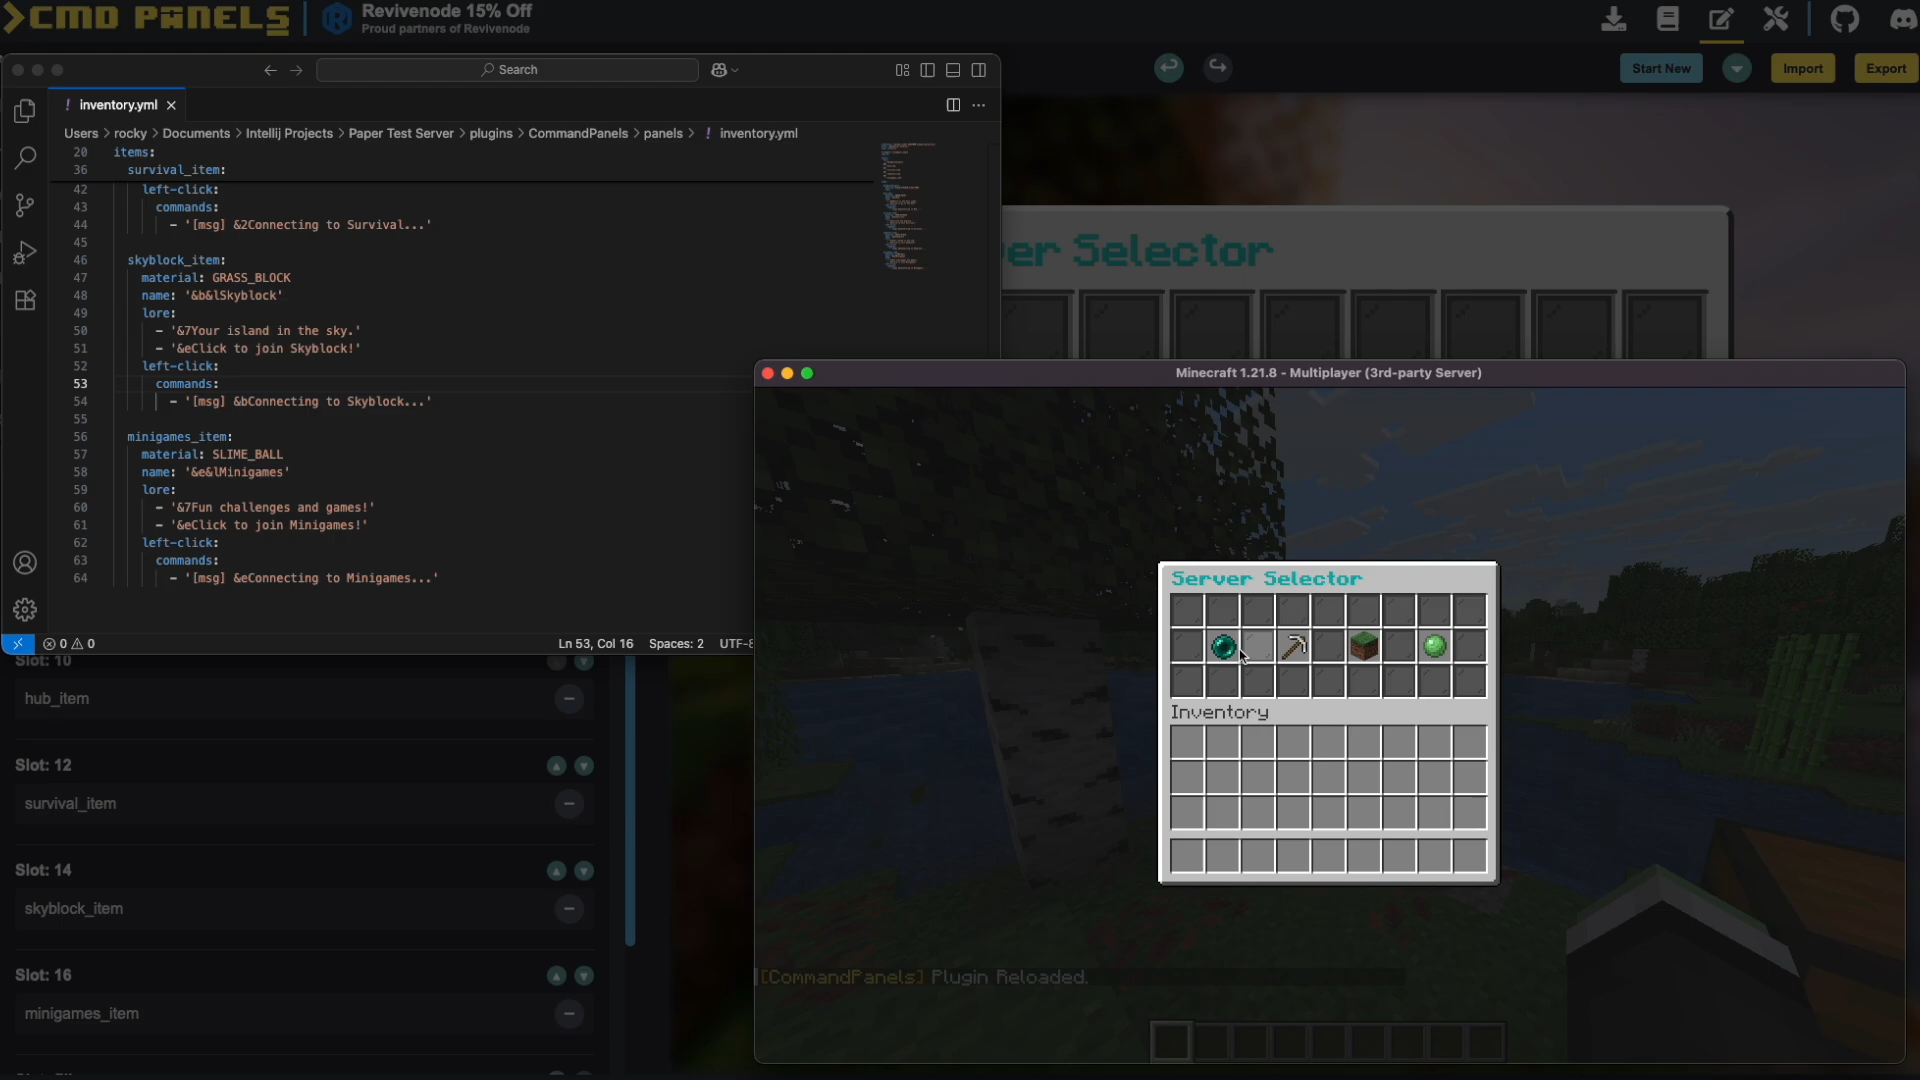 CMD PANELS
Revivenode 15% Off
Proud partners of Revivenode
Start New
Import
Export
Search
! inventory.yml
Users > rocky > Documents > Intellij Projects > Paper Test Server > plugins > CommandPanels > panels > ! inventory.yml
20 items:
36 survival_item:
42 left-click:
43 commands:
44 - '[msg] &2Connecting to Survival...'
45
46 skyblock_item:
47 material: GRASS_BLOCK
48 name: '&b&lSkyblock'
49 lore:
50 - '&7Your island in the sky.'
51 - '&eClick to join Skyblock!'
52 left-click:
53 commands:
54 - '[msg] &bConnecting to Skyblock...'
55
56 minigames_item:
57 material: SLIME_BALL
58 name: '&e&lMinigames'
59 lore:
60 - '&7Fun challenges and games!'
61 - '&eClick to join Minigames!'
62 left-click:
63 commands:
64 - '[msg] &eConnecting to Minigames...'
0 0
Ln 53, Col 16 Spaces: 2 UTF-8
er Selector
Slot: 10
hub_item
Slot: 12
survival_item
Slot: 14
skyblock_item
Slot: 16
minigames_item
Minecraft 1.21.8 - Multiplayer (3rd-party Server)
Server Selector
Inventory
[CommandPanels] Plugin Reloaded.